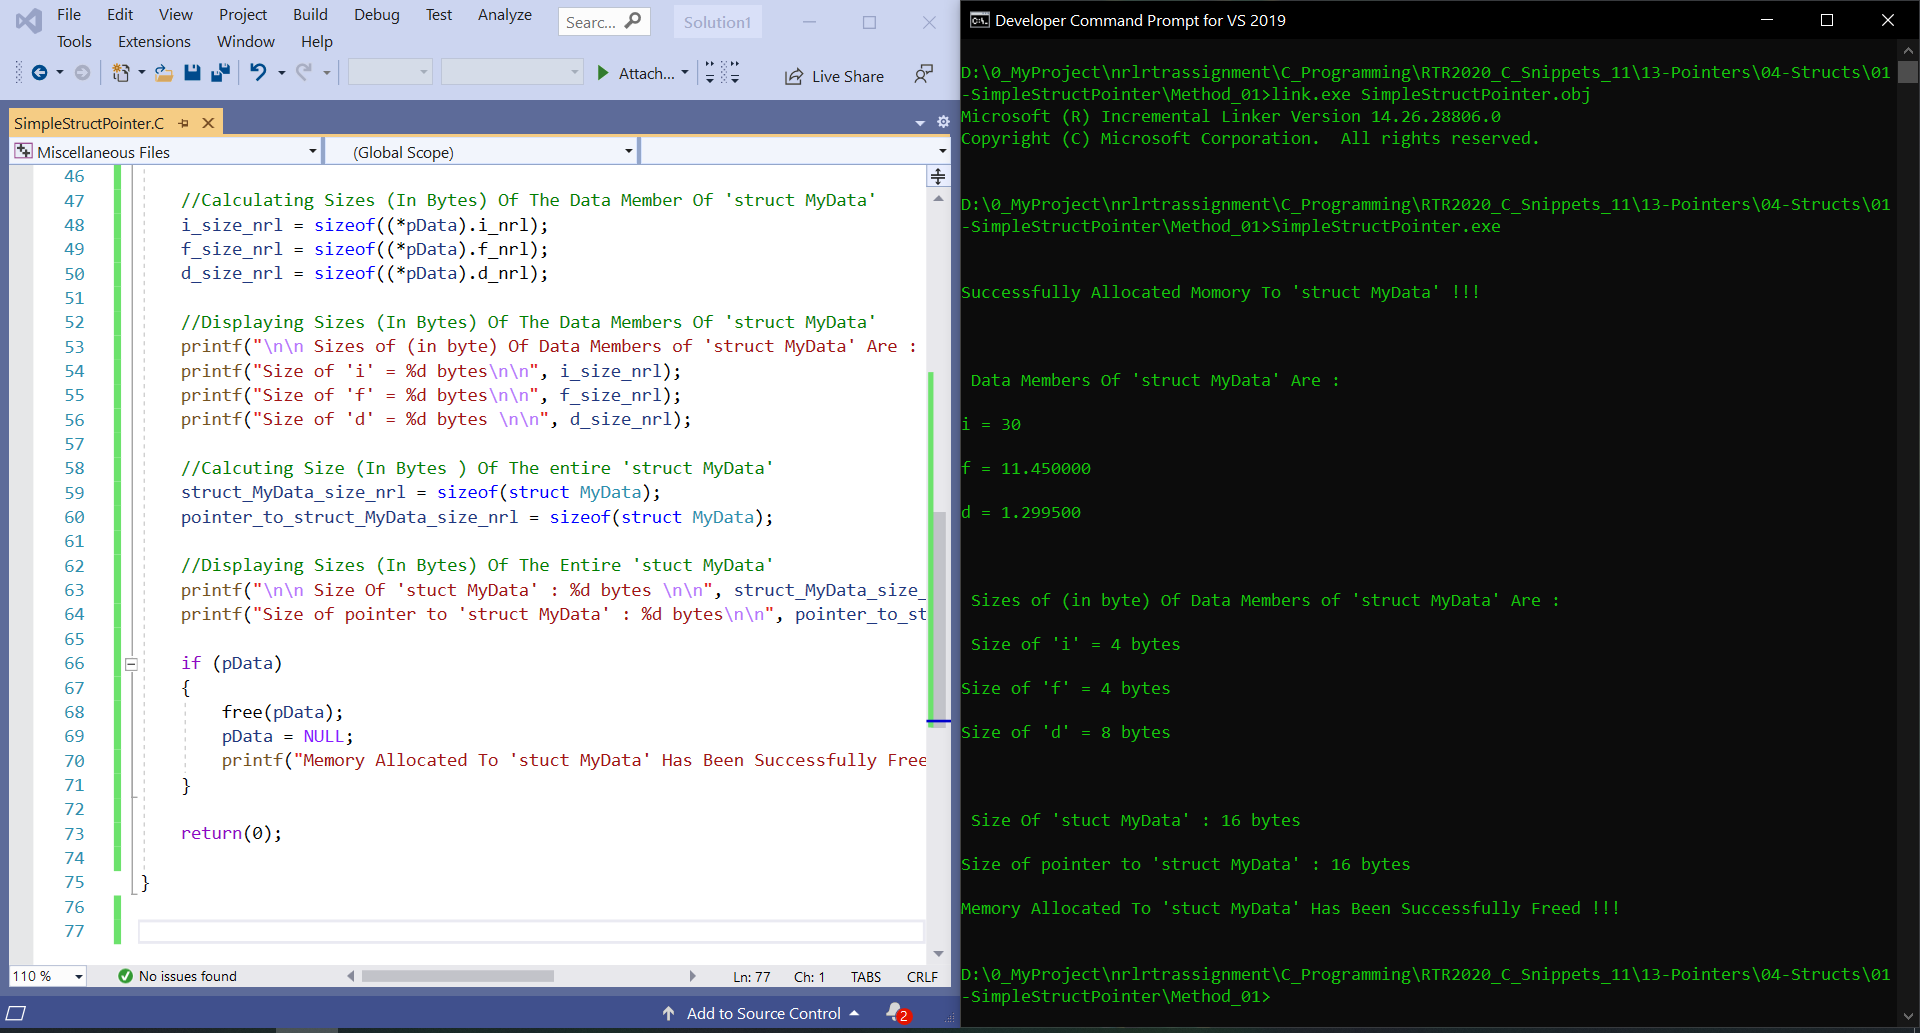 File Edit View Project Build Debug Test Analyze Searc... Solution1
Tools Extensions Window Help
Attach... Live Share
SimpleStructPointer.C
Miscellaneous Files (Global Scope)
46
47 //Calculating Sizes (In Bytes) Of The Data Member Of 'struct MyData'
48 i_size_nrl = sizeof((*pData).i_nrl);
49 f_size_nrl = sizeof((*pData).f_nrl);
50 d_size_nrl = sizeof((*pData).d_nrl);
51
52 //Displaying Sizes (In Bytes) Of The Data Members Of 'struct MyData'
53 printf("\n\n Sizes of (in byte) Of Data Members of 'struct MyData' Are :
54 printf("Size of 'i' = %d bytes\n\n", i_size_nrl);
55 printf("Size of 'f' = %d bytes\n\n", f_size_nrl);
56 printf("Size of 'd' = %d bytes \n\n", d_size_nrl);
57
58 //Calcuting Size (In Bytes ) Of The entire 'struct MyData'
59 struct_MyData_size_nrl = sizeof(struct MyData);
60 pointer_to_struct_MyData_size_nrl = sizeof(struct MyData);
61
62 //Displaying Sizes (In Bytes) Of The Entire 'stuct MyData'
63 printf("\n\n Size Of 'stuct MyData' : %d bytes \n\n", struct_MyData_size_
64 printf("Size of pointer to 'struct MyData' : %d bytes\n\n", pointer_to_st
65
66 if (pData)
67 {
68 free(pData);
69 pData = NULL;
70 printf("Memory Allocated To 'stuct MyData' Has Been Successfully Free
71 }
72
73 return(0);
74
75 }
76
77
110 % No issues found Ln: 77 Ch: 1 TABS CRLF
Add to Source Control 2
Developer Command Prompt for VS 2019
D:\0_MyProject\nrlrtrassignment\C_Programming\RTR2020_C_Snippets_11\13-Pointers\04-Structs\01
-SimpleStructPointer\Method_01>link.exe SimpleStructPointer.obj
Microsoft (R) Incremental Linker Version 14.26.28806.0
Copyright (C) Microsoft Corporation.  All rights reserved.
D:\0_MyProject\nrlrtrassignment\C_Programming\RTR2020_C_Snippets_11\13-Pointers\04-Structs\01
-SimpleStructPointer\Method_01>SimpleStructPointer.exe
Successfully Allocated Momory To 'struct MyData' !!!
Data Members Of 'struct MyData' Are :
i = 30
f = 11.450000
d = 1.299500
Sizes of (in byte) Of Data Members of 'struct MyData' Are :
Size of 'i' = 4 bytes
Size of 'f' = 4 bytes
Size of 'd' = 8 bytes
Size Of 'stuct MyData' : 16 bytes
Size of pointer to 'struct MyData' : 16 bytes
Memory Allocated To 'stuct MyData' Has Been Successfully Freed !!!
D:\0_MyProject\nrlrtrassignment\C_Programming\RTR2020_C_Snippets_11\13-Pointers\04-Structs\01
-SimpleStructPointer\Method_01>